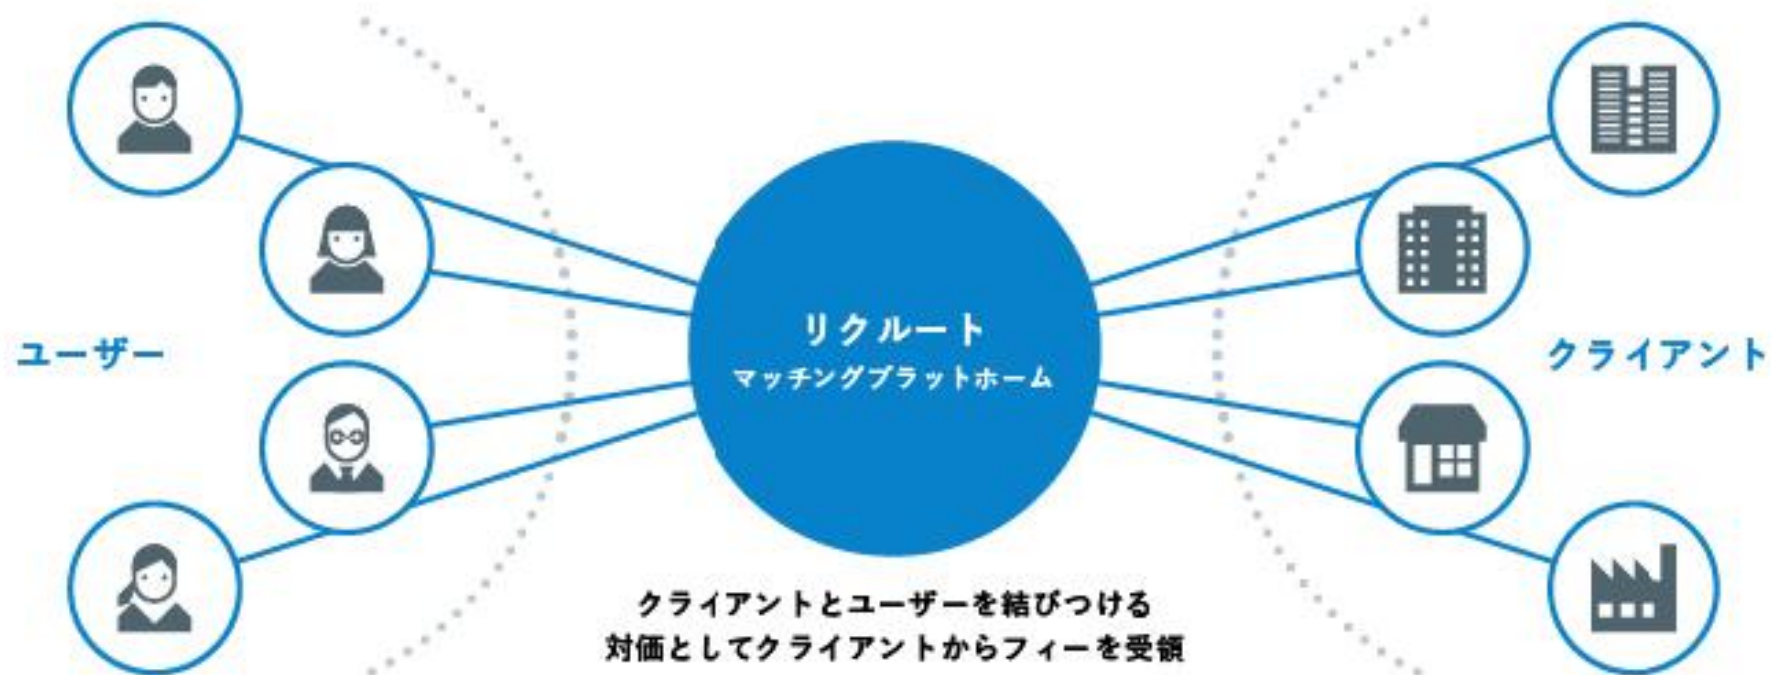 ユーザー
リクルート
マッチングプラットホーム
クライアント
クライアントとユーザーを結びつける
対価としてクライアントからフィーを受領